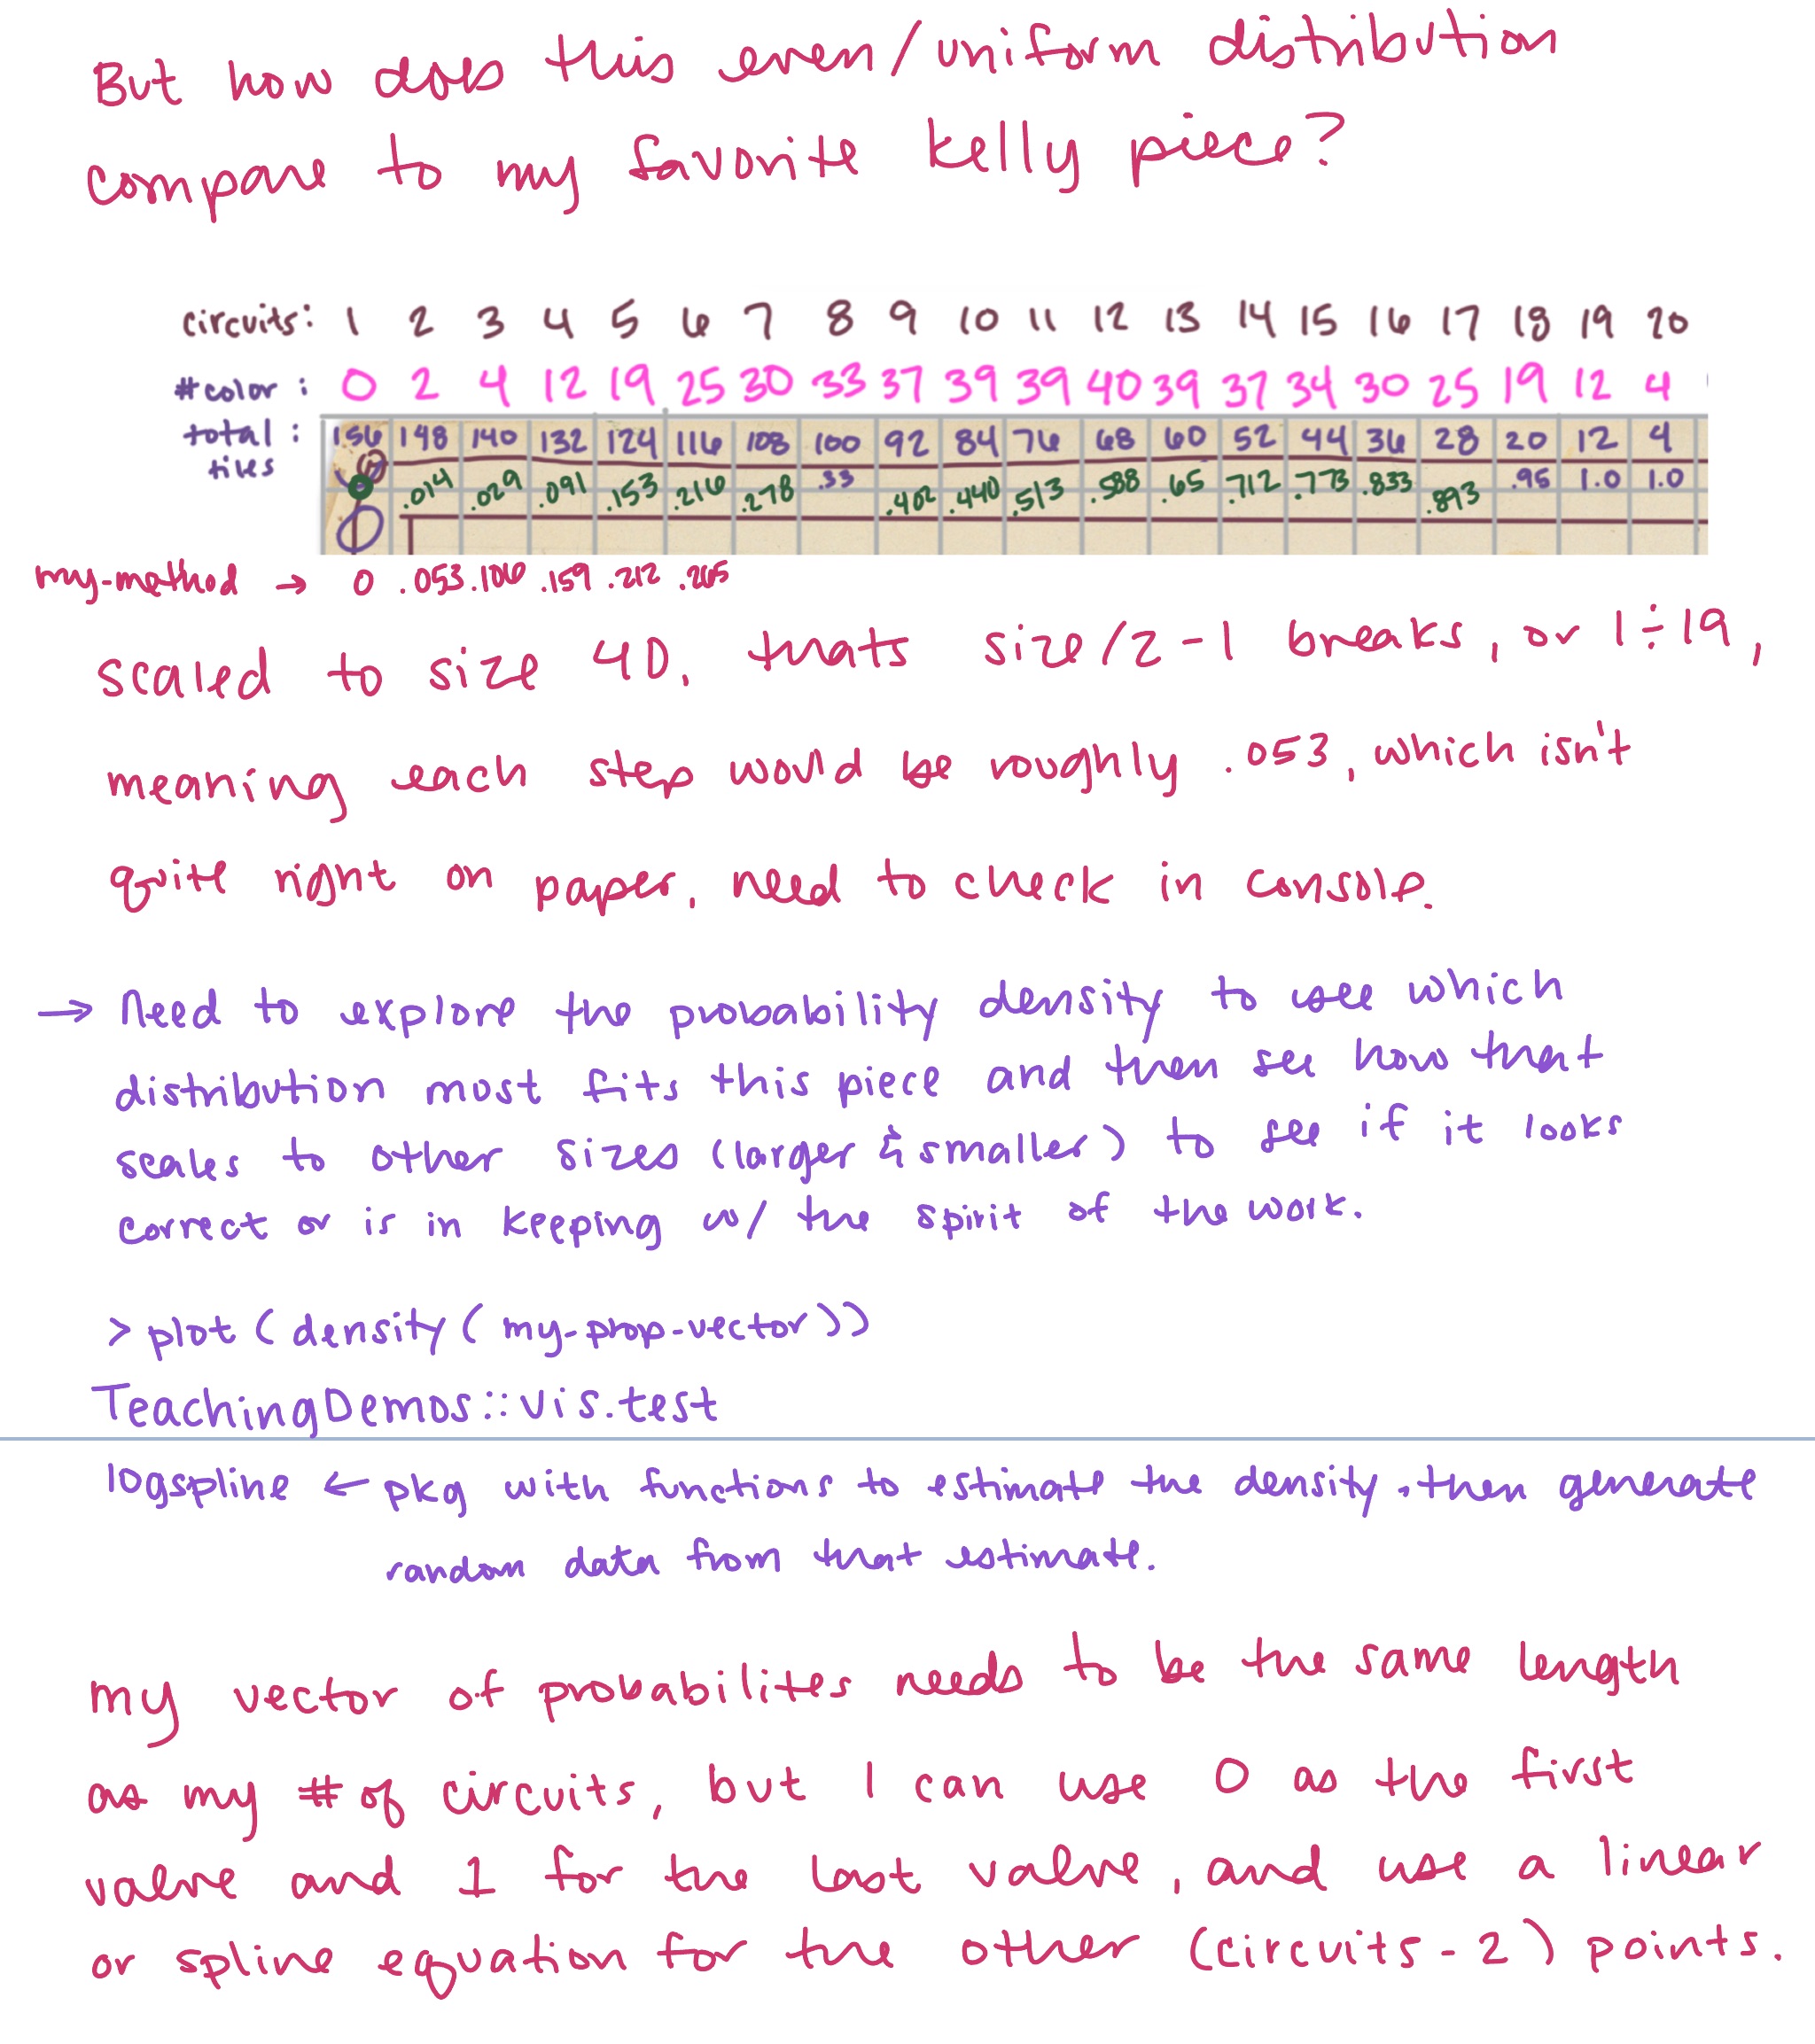 But how does this even/uniform distribution
compare to my favorite kelly piece?
circuits: 1 2 3 4 5 6 7 8 9 10 11 12 13 14 15 16 17 18 19 20
#color: 0 2 4 12 19 25 30 33 37 39 39 40 39 37 34 30 25 19 12 4
total: 156 148 140 132 124 116 108 100 92 84 76 68 60 52 44 36 28 20 12 4
tiles 0 .014 .029 .091 .153 .216 .278 .33 .402 .440 .513 .588 .65 .712 .773 .833 .893 .95 1.0 1.0
my-method → 0 .053 .106 .159 .212 .265
scaled to size 40, thats size/2-1 breaks, or 1÷19,
meaning each step would be roughly .053, which isn't
quite right on paper, need to check in console.
→ Need to explore the probability density to see which
distribution most fits this piece and then see how that
scales to other sizes (larger & smaller) to see if it looks
correct or is in keeping w/ the spirit of the work.
> plot(density(my-prop-vector))
TeachingDemos::vis.test
logspline ← pkg with functions to estimate the density, then generate
random data from that estimate.
my vector of probabilites needs to be the same length
as my # of circuits, but I can use 0 as the first
value and 1 for the last value, and use a linear
or spline equation for the other (circuits-2) points.